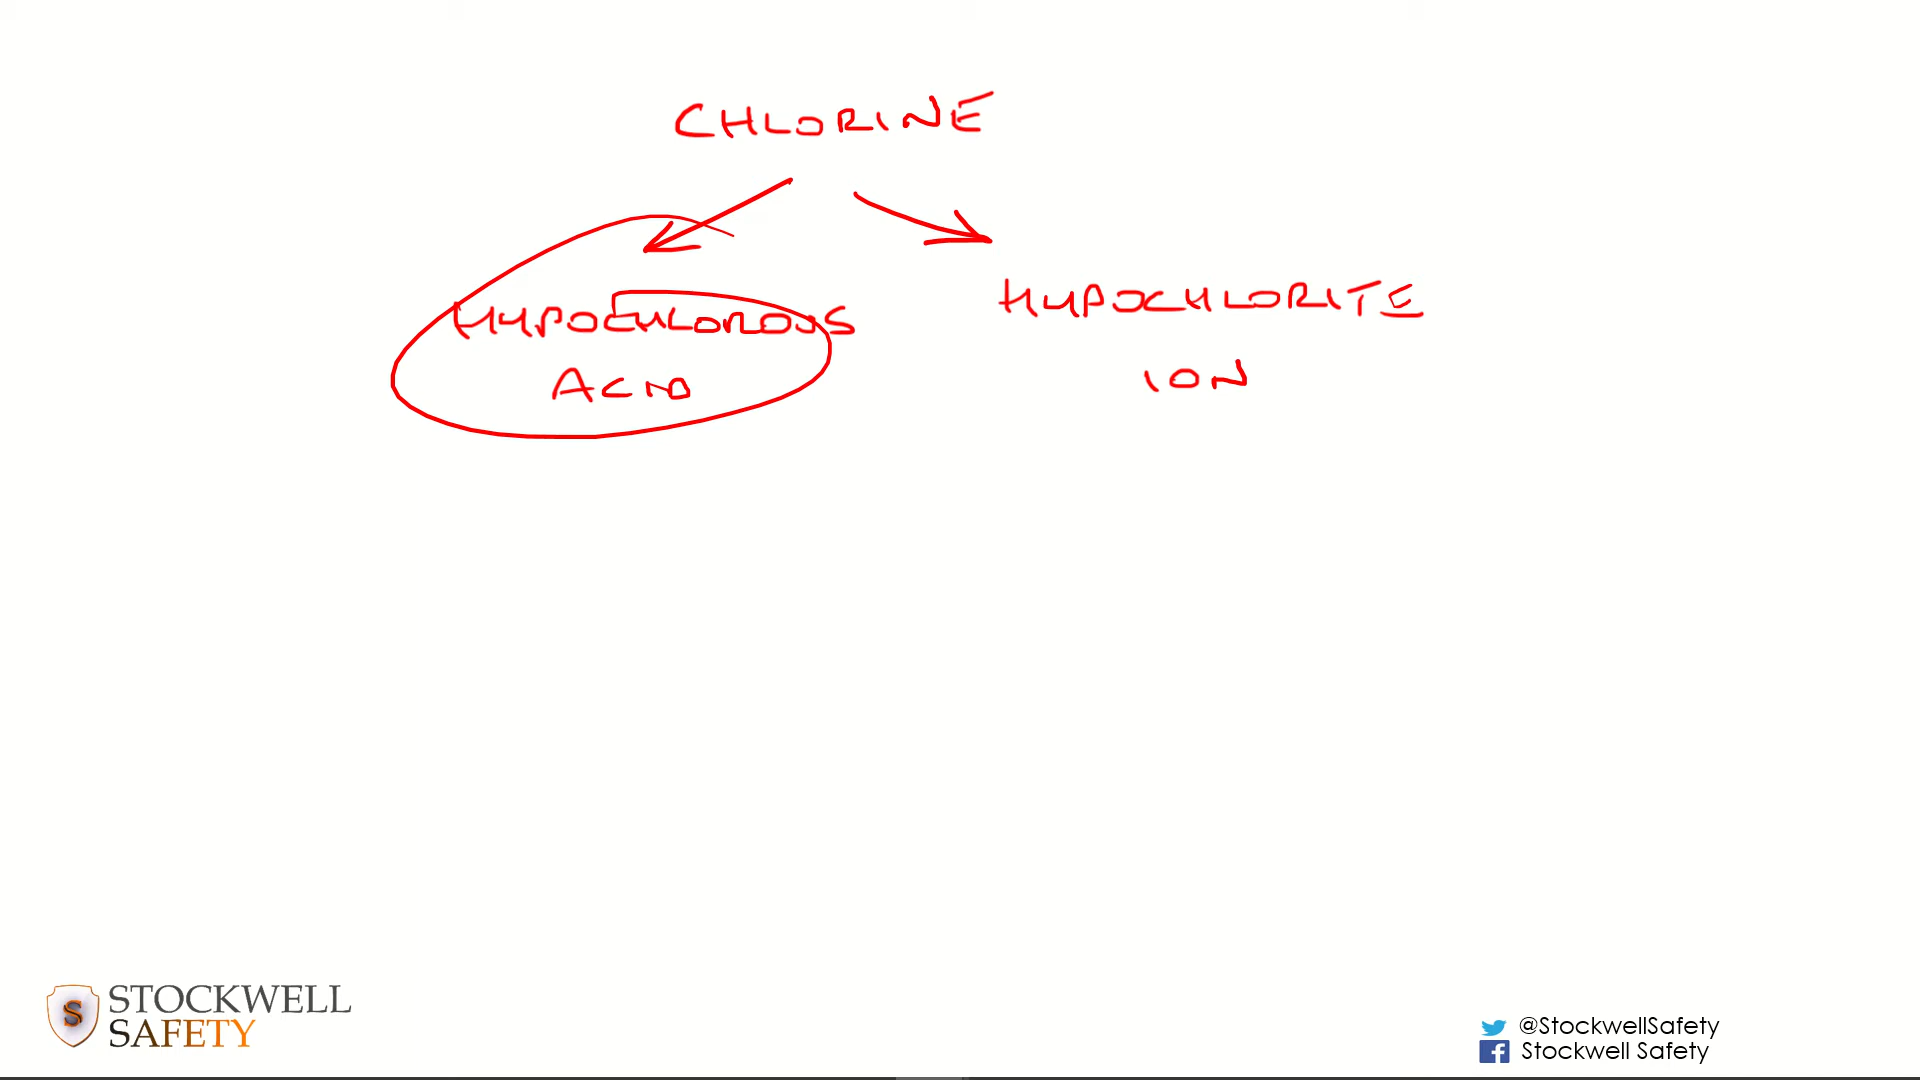 CHLORINE
HYPOCHLOROUS
ACID
HYPOCHLORITE
ION
STOCKWELL
SAFETY
@StockwellSafety
Stockwell Safety